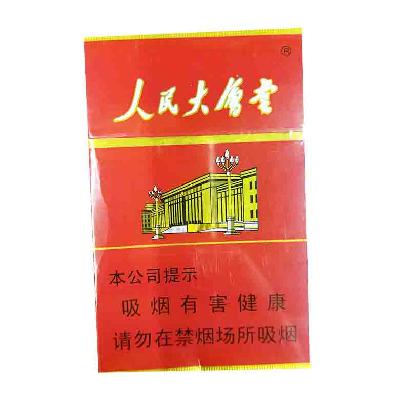 人民大會堂
®
本公司提示
吸烟有害健康
请勿在禁烟场所吸烟